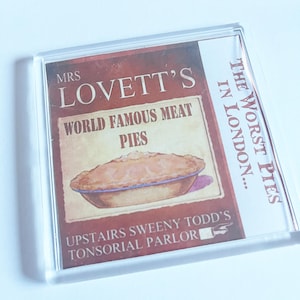 MRS
LOVETT'S
WORLD FAMOUS MEAT
PIES
UPSTAIRS SWEENY TODD'S
TONSORIAL PARLOR
THE WORST PIES
IN LONDON...